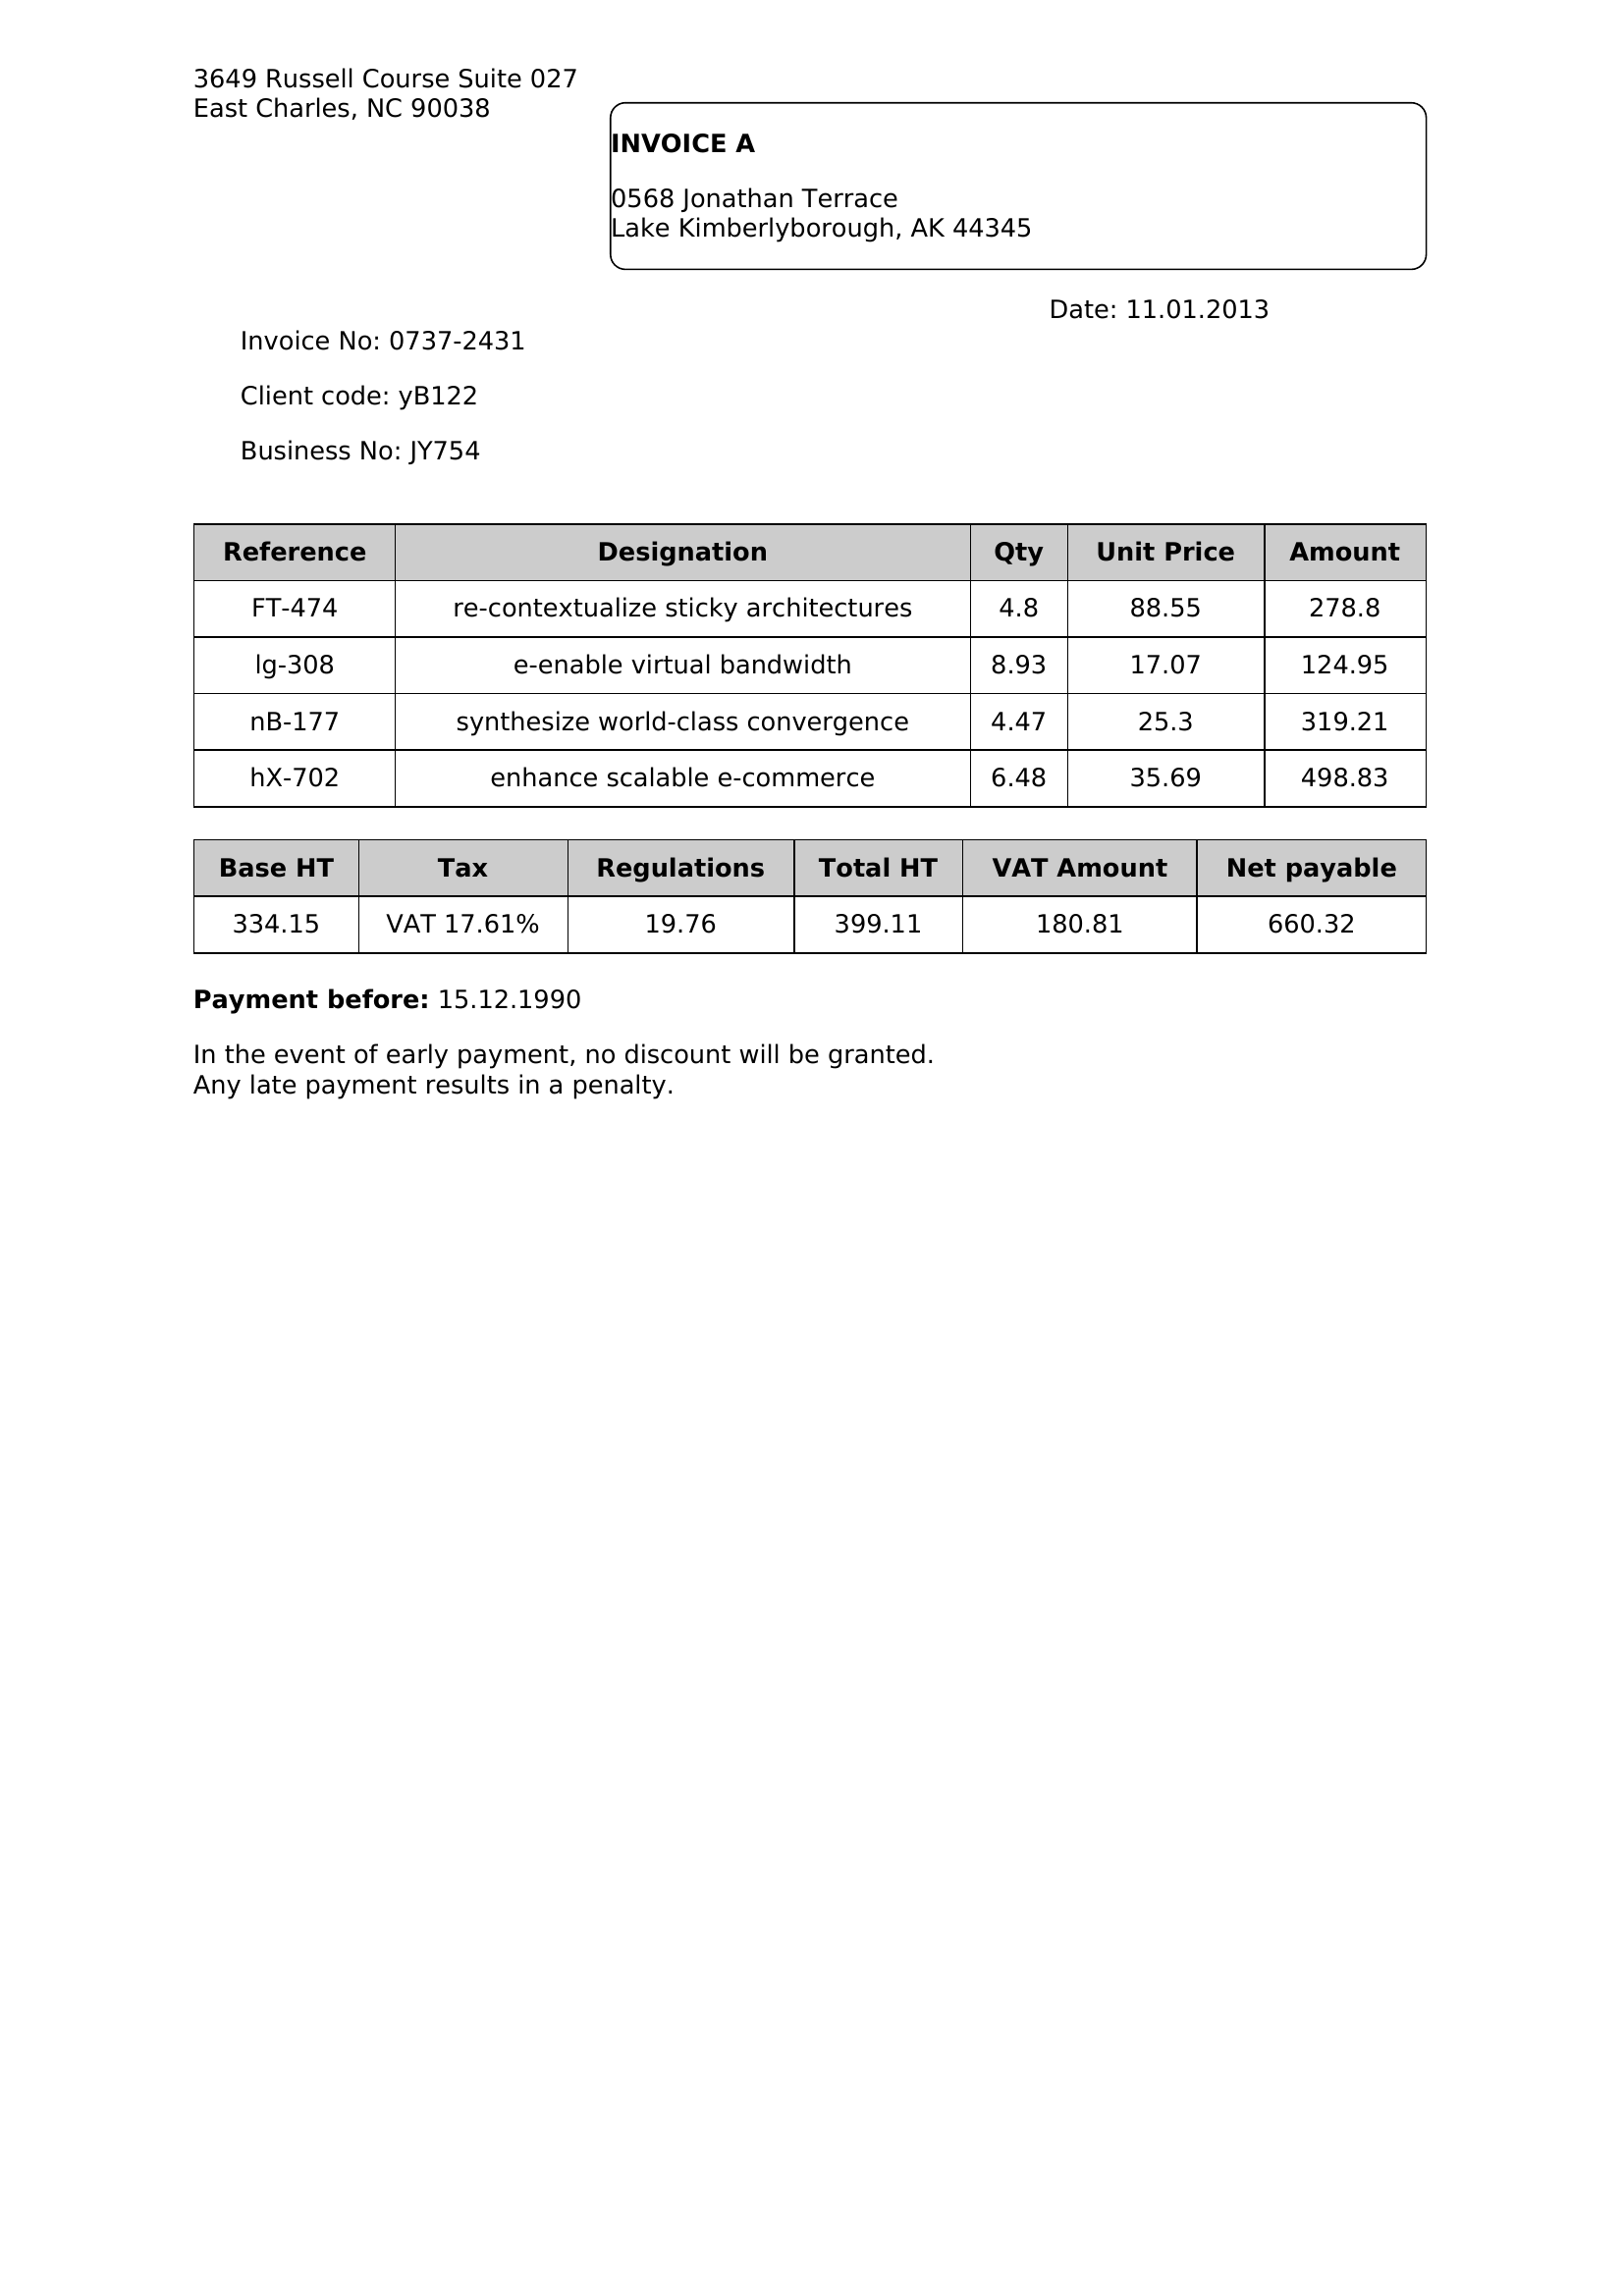 3649 Russell Course Suite 027
East Charles, NC 90038
INVOICE A
0568 Jonathan Terrace
Lake Kimberlyborough, AK 44345
Date: 11.01.2013
Invoice No: 0737-2431
Client code: yB122
Business No: JY754
Reference Designation Qty Unit Price Amount
FT-474 re-contextualize sticky architectures 4.8 88.55 278.8
lg-308 e-enable virtual bandwidth 8.93 17.07 124.95
nB-177 synthesize world-class convergence 4.47 25.3 319.21
hX-702 enhance scalable e-commerce 6.48 35.69 498.83
Base HT Tax Regulations Total HT VAT Amount Net payable
334.15 VAT 17.61% 19.76 399.11 180.81 660.32
Payment before: 15.12.1990
In the event of early payment, no discount will be granted.
Any late payment results in a penalty.